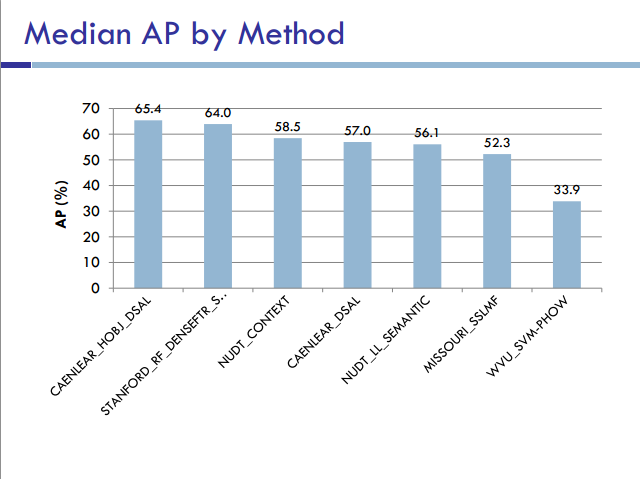 Median AP by Method
AP (%)
70
60
50
40
30
20
10
0
65.4
64.0
58.5
57.0
56.1
52.3
33.9
CAENLEAR_HOBJ_DSAL
STANFORD_RF_DENSEFTR_S..
NUDT_CONTEXT
CAENLEAR_DSAL
NUDT_LL_SEMANTIC
MISSOURI_SSLMF
WVU_SVM-PHOW